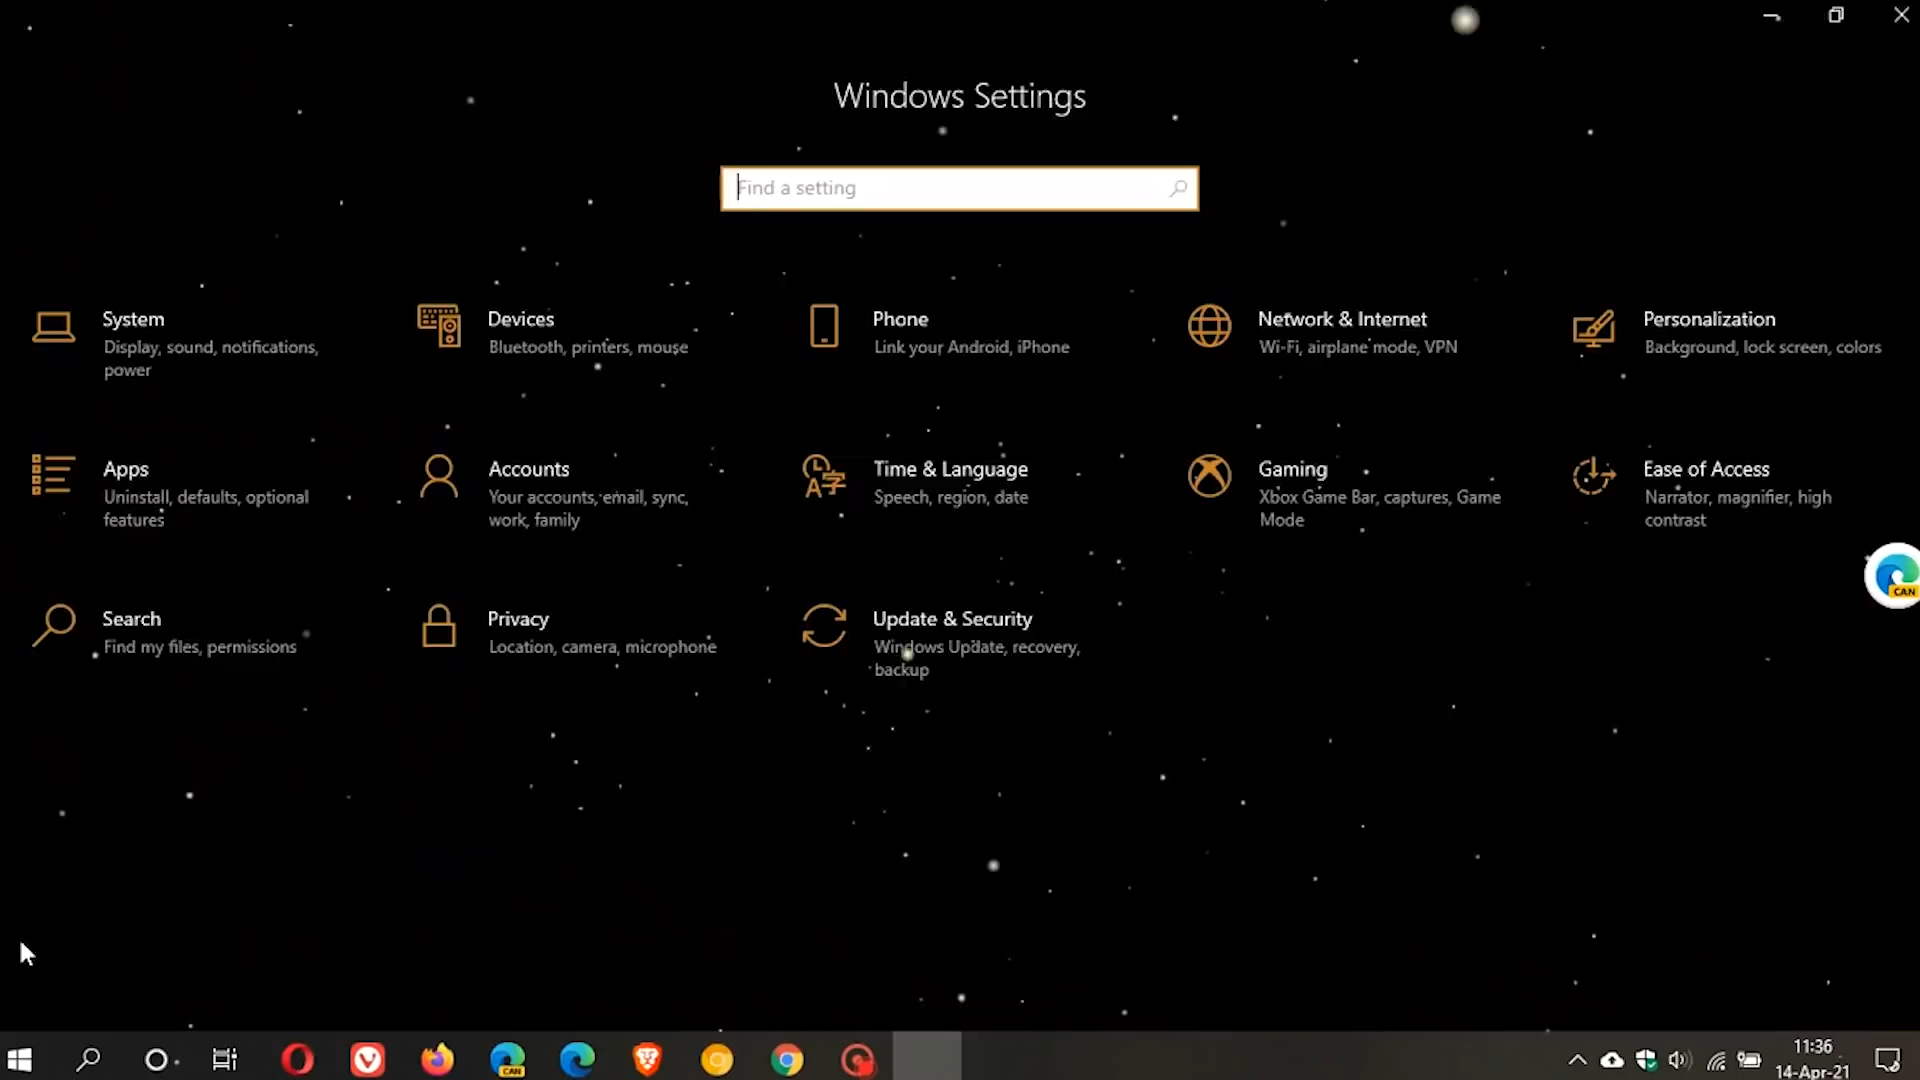 Windows Settings
Find a setting
System
Display, sound, notifications,
power
Devices
Bluetooth, printers, mouse
Phone
Link your Android, iPhone
Network & Internet
Wi-Fi, airplane mode, VPN
Personalization
Background, lock screen, colors
Apps
Uninstall, defaults, optional
features
Accounts
Your accounts, email, sync,
work, family
Time & Language
Speech, region, date
Gaming
Xbox Game Bar, captures, Game
Mode
Ease of Access
Narrator, magnifier, high
contrast
CAN
Search
Find my files, permissions
Privacy
Location, camera, microphone
Update & Security
Windows Update, recovery,
backup
CAN
11:36
14-Apr-21